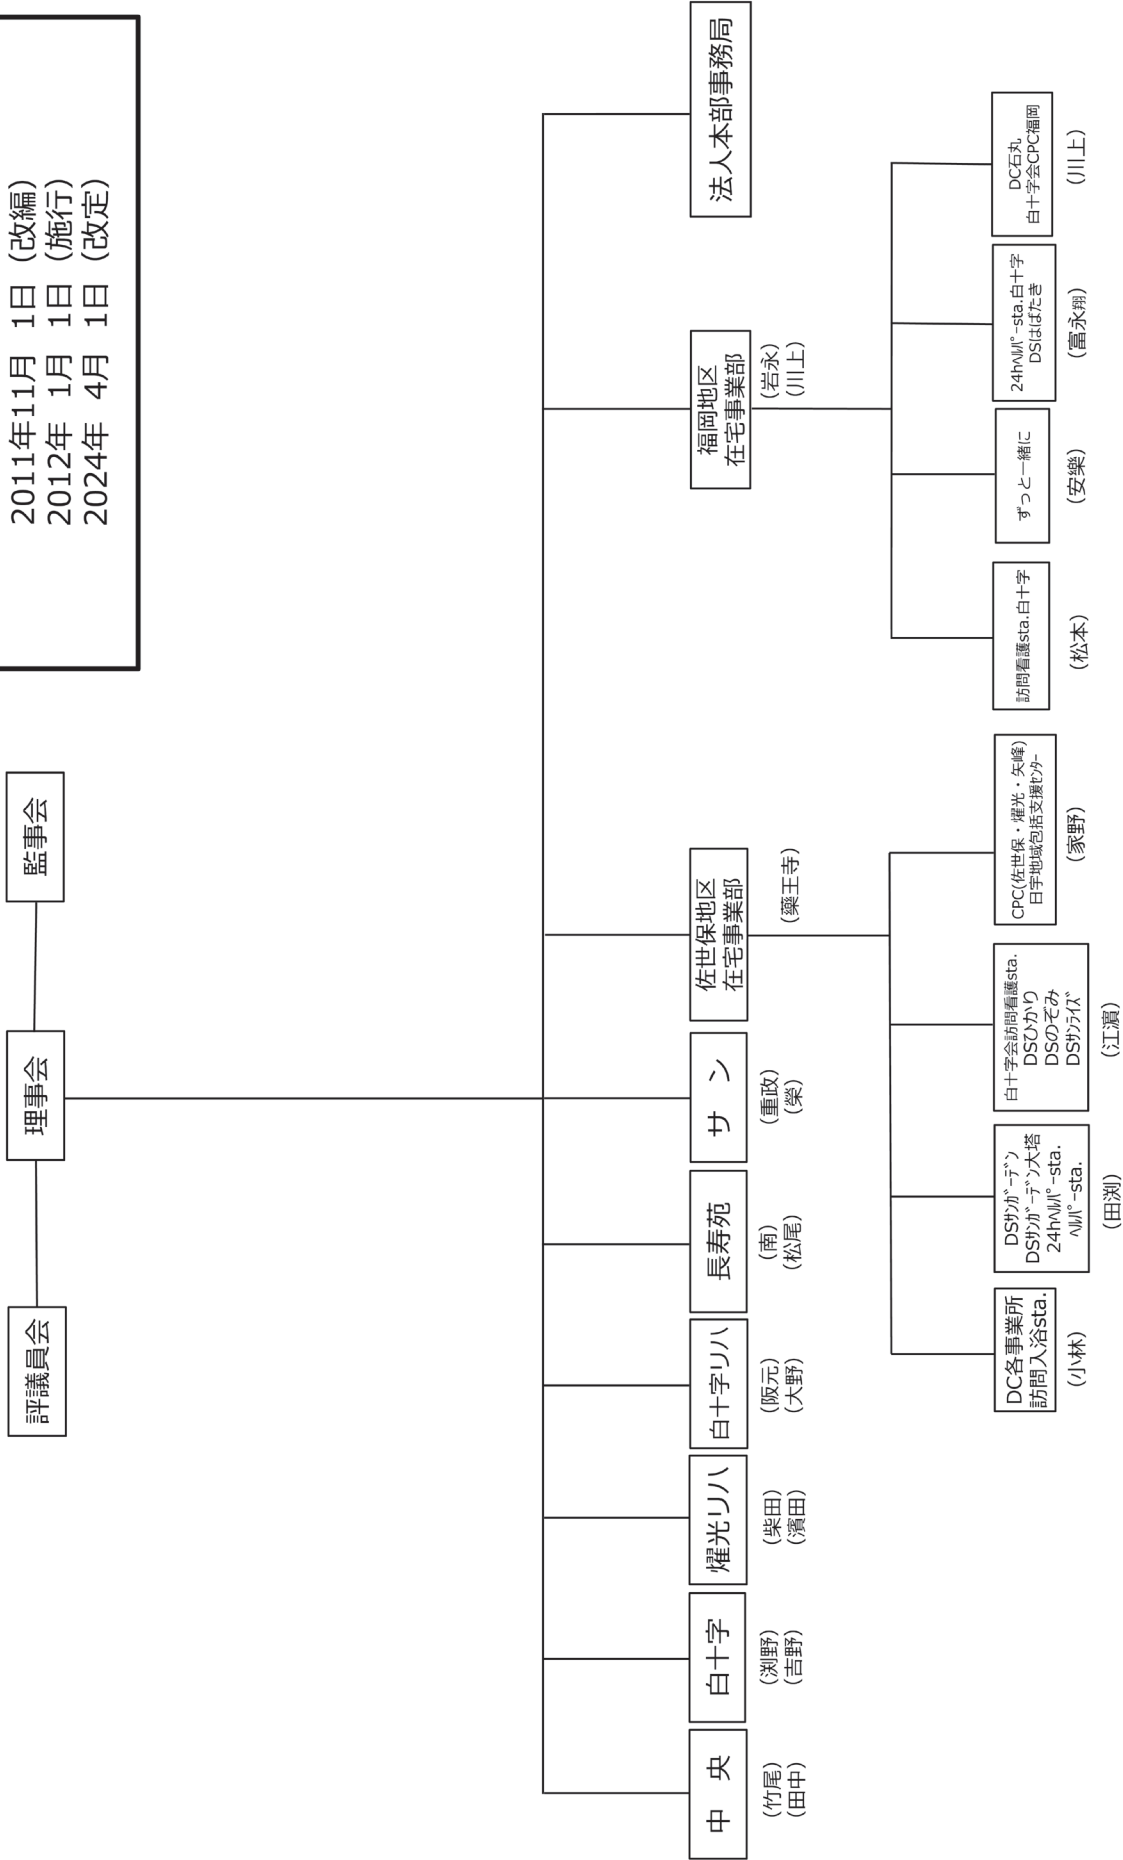 2011年11月　1日（改編）
2012年　1月　1日（施行）
2024年　4月　1日（改定）
評議員会
理事会
監事会
中　央
（竹尾）
（田中）
白十字
（渕野）
（吉野）
燿光リハ
（柴田）
（濱田）
白十字リハ
（阪元）
（大野）
長寿苑
（南）
（松尾）
サ　ン
（重政）
（榮）
佐世保地区
在宅事業部
（藥王寺）
福岡地区
在宅事業部
（岩永）
（川上）
法人本部事務局
DC各事業所
訪問入浴sta.
（小林）
DSｻﾝｶﾞｰﾃﾞﾝ
DSｻﾝｶﾞｰﾃﾞﾝ大塔
24hﾍﾙﾊﾟｰsta.
ﾍﾙﾊﾟｰsta.
（田渕）
白十字会訪問看護sta.
DSひかり
DSのぞみ
DSｻﾝﾗｲｽﾞ
（江濵）
CPC(佐世保・燿光・矢峰)
日宇地域包括支援ｾﾝﾀｰ
（家野）
訪問看護sta.白十字
（松本）
ずっと一緒に
（安樂）
24hﾍﾙﾊﾟｰsta.白十字
DSはばたき
（富永翔）
DC石丸
白十字会CPC福岡
（川上）